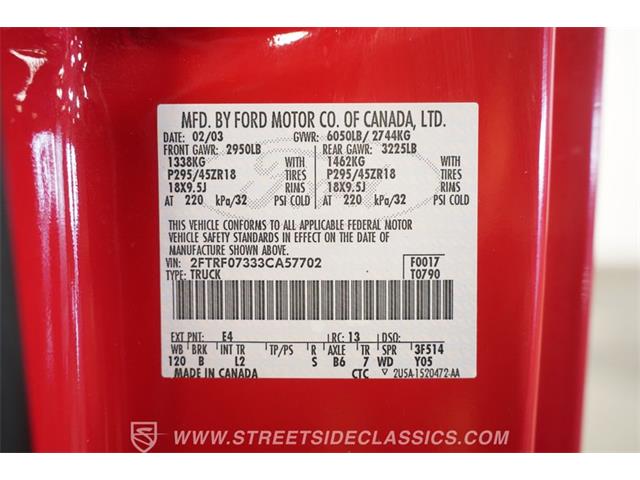 MFD. BY FORD MOTOR CO. OF CANADA, LTD.
DATE: 02/03 GVWR: 6050LB/ 2744KG
FRONT GAWR: 2950LB REAR GAWR: 3225LB
1338KG WITH 1462KG WITH
P295/45ZR18 TIRES P295/45ZR18 TIRES
18X9.5J RIMS 18X9.5J RIMS
AT 220 kPa/32 PSI COLD AT 220 kPa/32 PSI COLD
THIS VEHICLE CONFORMS TO ALL APPLICABLE FEDERAL MOTOR
VEHICLE SAFETY STANDARDS IN EFFECT ON THE DATE OF
MANUFACTURE SHOWN ABOVE.
VIN: 2FTRF07333CA57702 F0017
TYPE: TRUCK T0790
EXT PNT: E4 RC: 13 DSO:
WB BRK INT TR TP/PS R AXLE TR SPR 3F514
120 B L2 S B6 7 WD Y05
MADE IN CANADA CTC 2U5A-1520472-AA
WWW.STREETSIDECLASSICS.COM